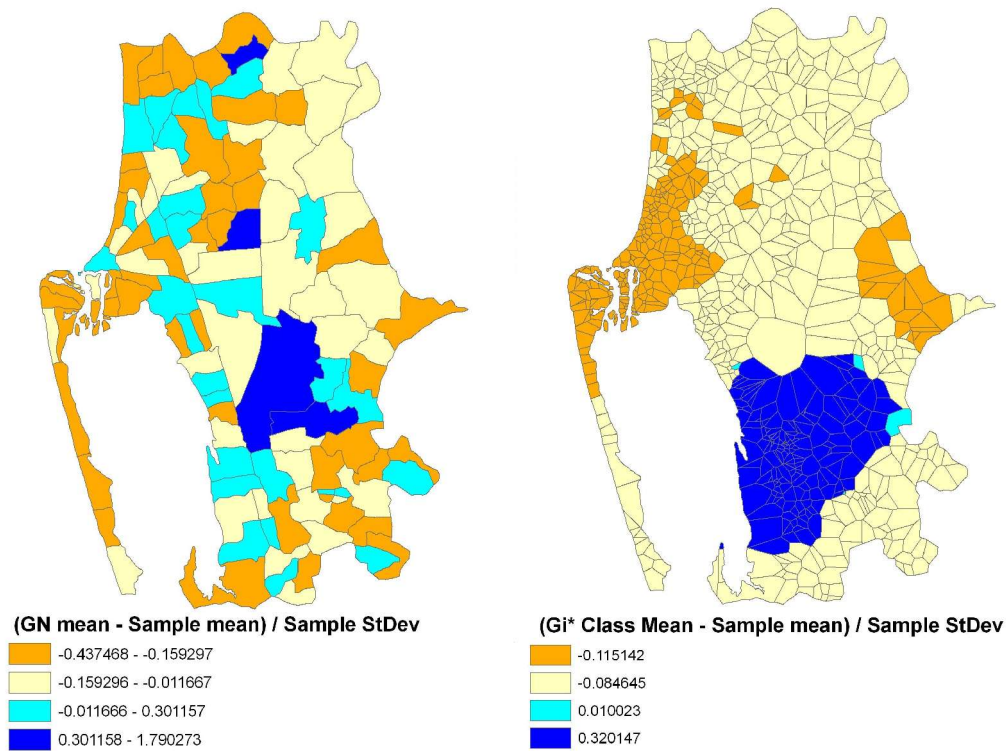 (GN mean - Sample mean) / Sample StDev
-0.437468 - -0.159297
-0.159296 - -0.011667
-0.011666 - 0.301157
0.301158 - 1.790273
(Gi* Class Mean - Sample mean) / Sample StDev
-0.115142
-0.084645
0.010023
0.320147